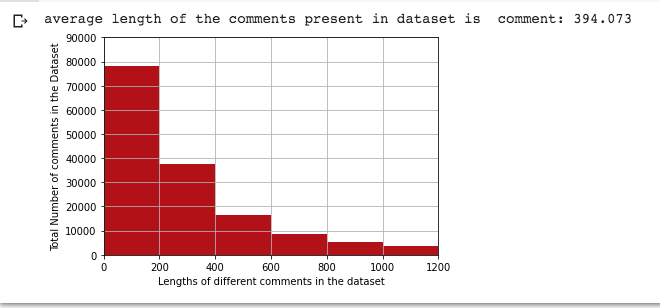 average length of the comments present in dataset is  comment: 394.073
90000
80000
70000
60000
50000
40000
30000
20000
10000
0
Total Number of comments in the Dataset
0 200 400 600 800 1000 1200
Lengths of different comments in the dataset